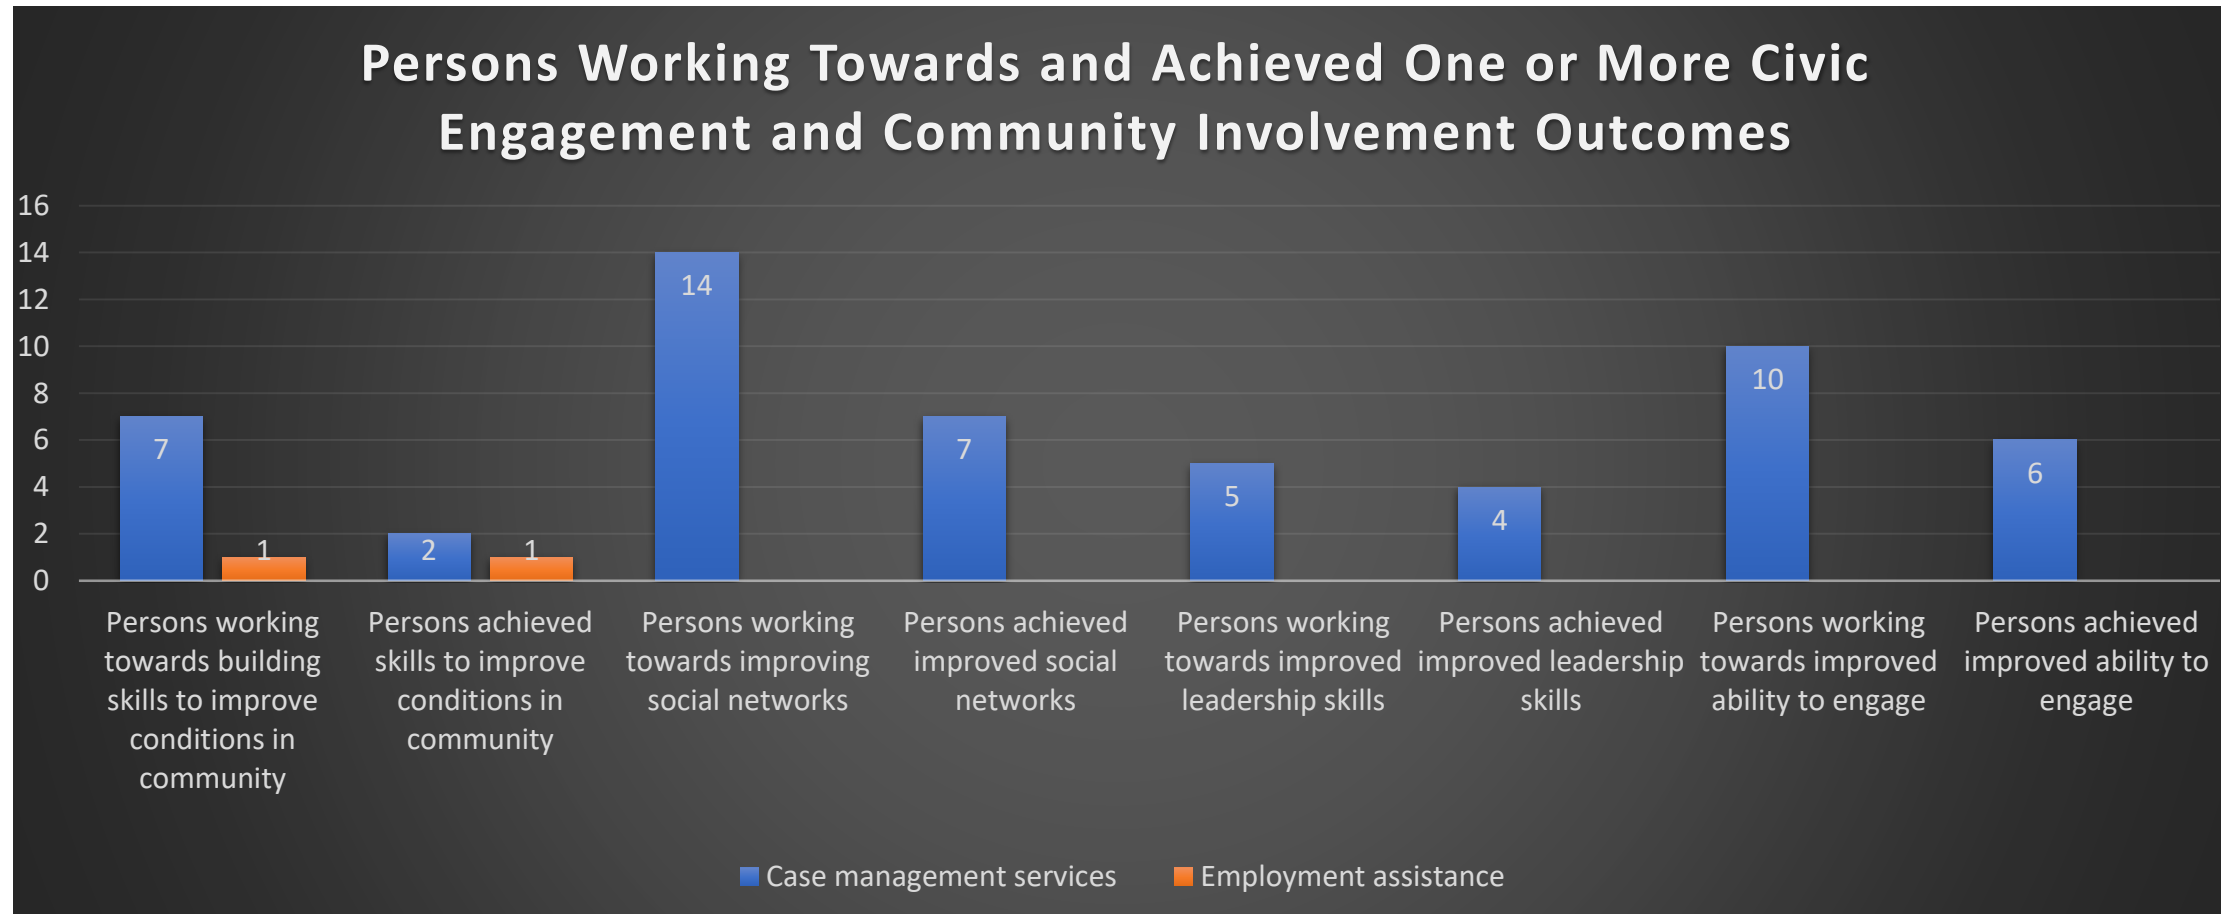 Persons Working Towards and Achieved One or More Civic
Engagement and Community Involvement Outcomes
16
14
12
10
8
6
4
2
0
7
1
2
1
14
7
5
4
10
6
Persons working
towards building
skills to improve
conditions in
community
Persons achieved
skills to improve
conditions in
community
Persons working
towards improving
social networks
Persons achieved
improved social
networks
Persons working
towards improved
leadership skills
Persons achieved
improved leadership
skills
Persons working
towards improved
ability to engage
Persons achieved
improved ability to
engage
Case management services
Employment assistance